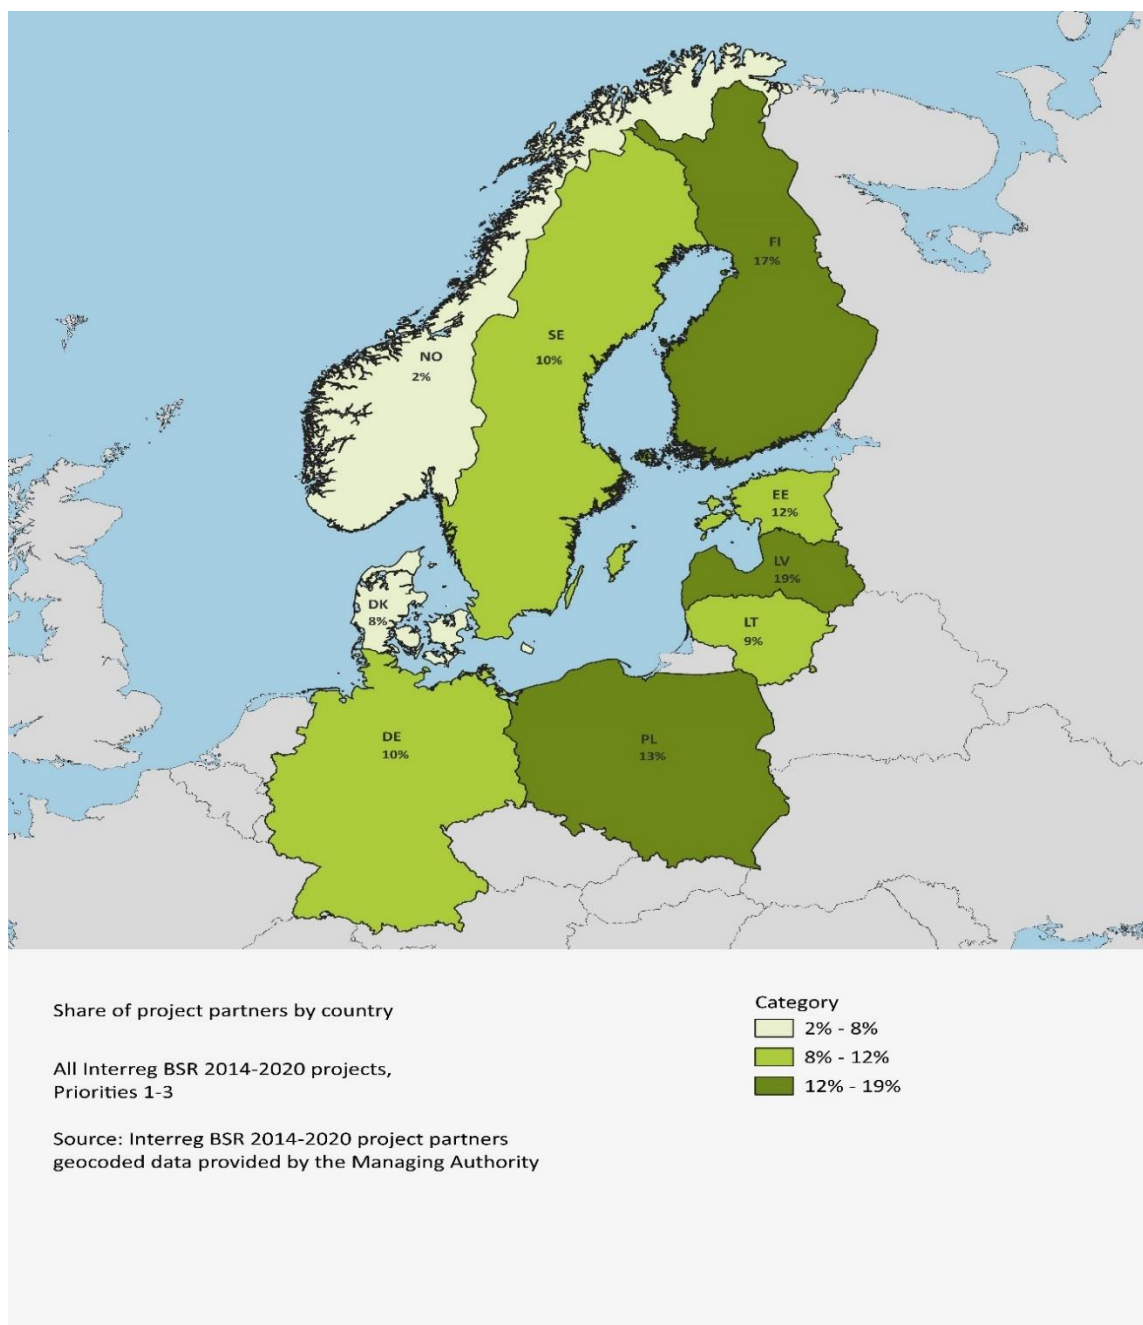 FI
17%
SE
10%
NO
2%
EE
12%
LV
19%
DK
8%
LT
9%
DE
10%
PL
13%
Share of project partners by country
All Interreg BSR 2014-2020 projects,
Priorities 1-3
Source: Interreg BSR 2014-2020 project partners
geocoded data provided by the Managing Authority
Category
2% - 8%
8% - 12%
12% - 19%